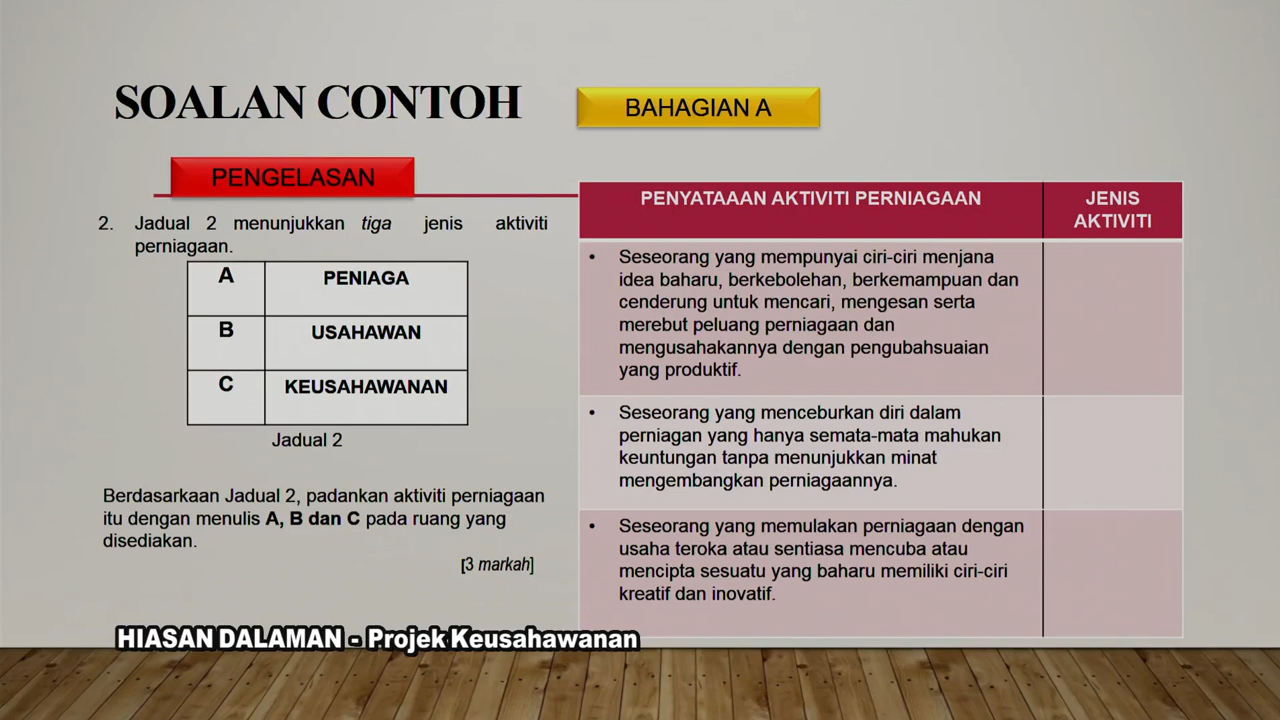 SOALAN CONTOH
BAHAGIAN A
PENGELASAN
2. Jadual 2 menunjukkan tiga jenis aktiviti
perniagaan.
A PENIAGA
B USAHAWAN
C KEUSAHAWANAN
Jadual 2
Berdasarkaan Jadual 2, padankan aktiviti perniagaan
itu dengan menulis A, B dan C pada ruang yang
disediakan.
[3 markah]
PENYATAAAN AKTIVITI PERNIAGAAN
JENIS
AKTIVITI
• Seseorang yang mempunyai ciri-ciri menjana
idea baharu, berkebolehan, berkemampuan dan
cenderung untuk mencari, mengesan serta
merebut peluang perniagaan dan
mengusahakannya dengan pengubahsuaian
yang produktif.
• Seseorang yang menceburkan diri dalam
perniagan yang hanya semata-mata mahukan
keuntungan tanpa menunjukkan minat
mengembangkan perniagaannya.
• Seseorang yang memulakan perniagaan dengan
usaha teroka atau sentiasa mencuba atau
mencipta sesuatu yang baharu memiliki ciri-ciri
kreatif dan inovatif.
HIASAN DALAMAN - Projek Keusahawanan